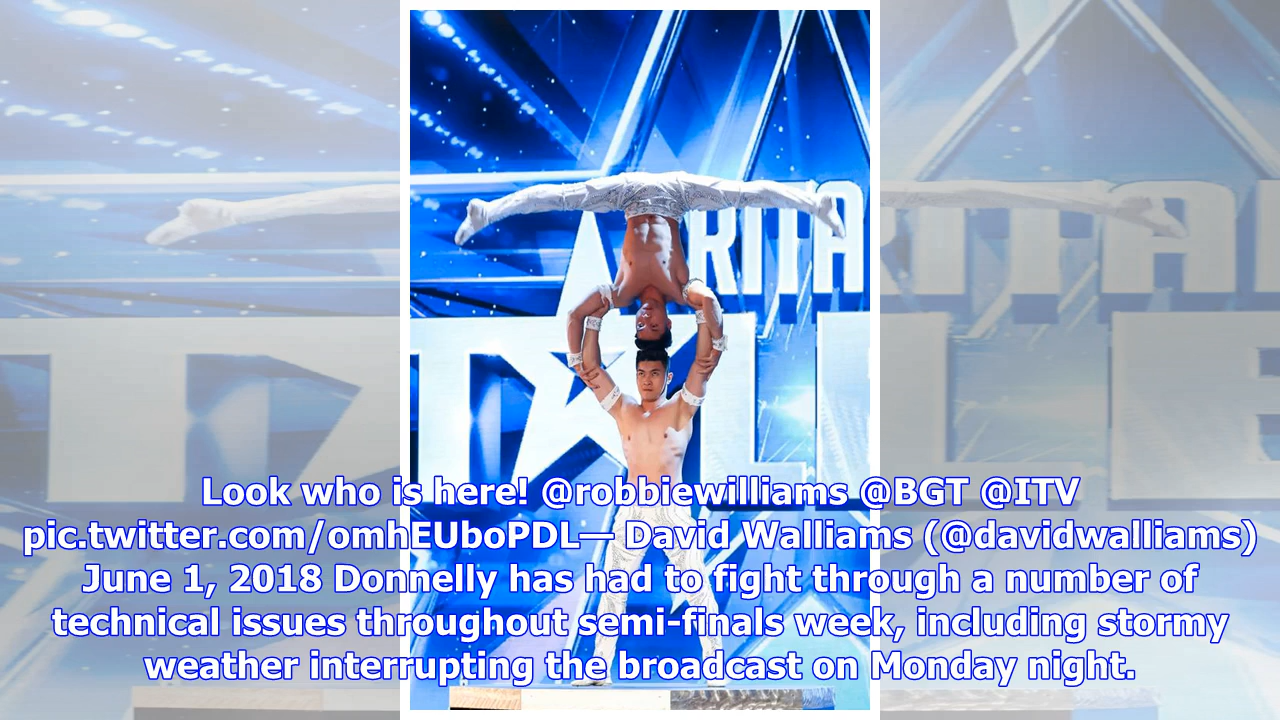 RITA
TALE
Look who is here! @robbiewilliams @BGT @ITV
pic.twitter.com/omhEUboPDL— David Walliams (@davidwalliams)
June 1, 2018 Donnelly has had to fight through a number of
technical issues throughout semi-finals week, including stormy
weather interrupting the broadcast on Monday night.